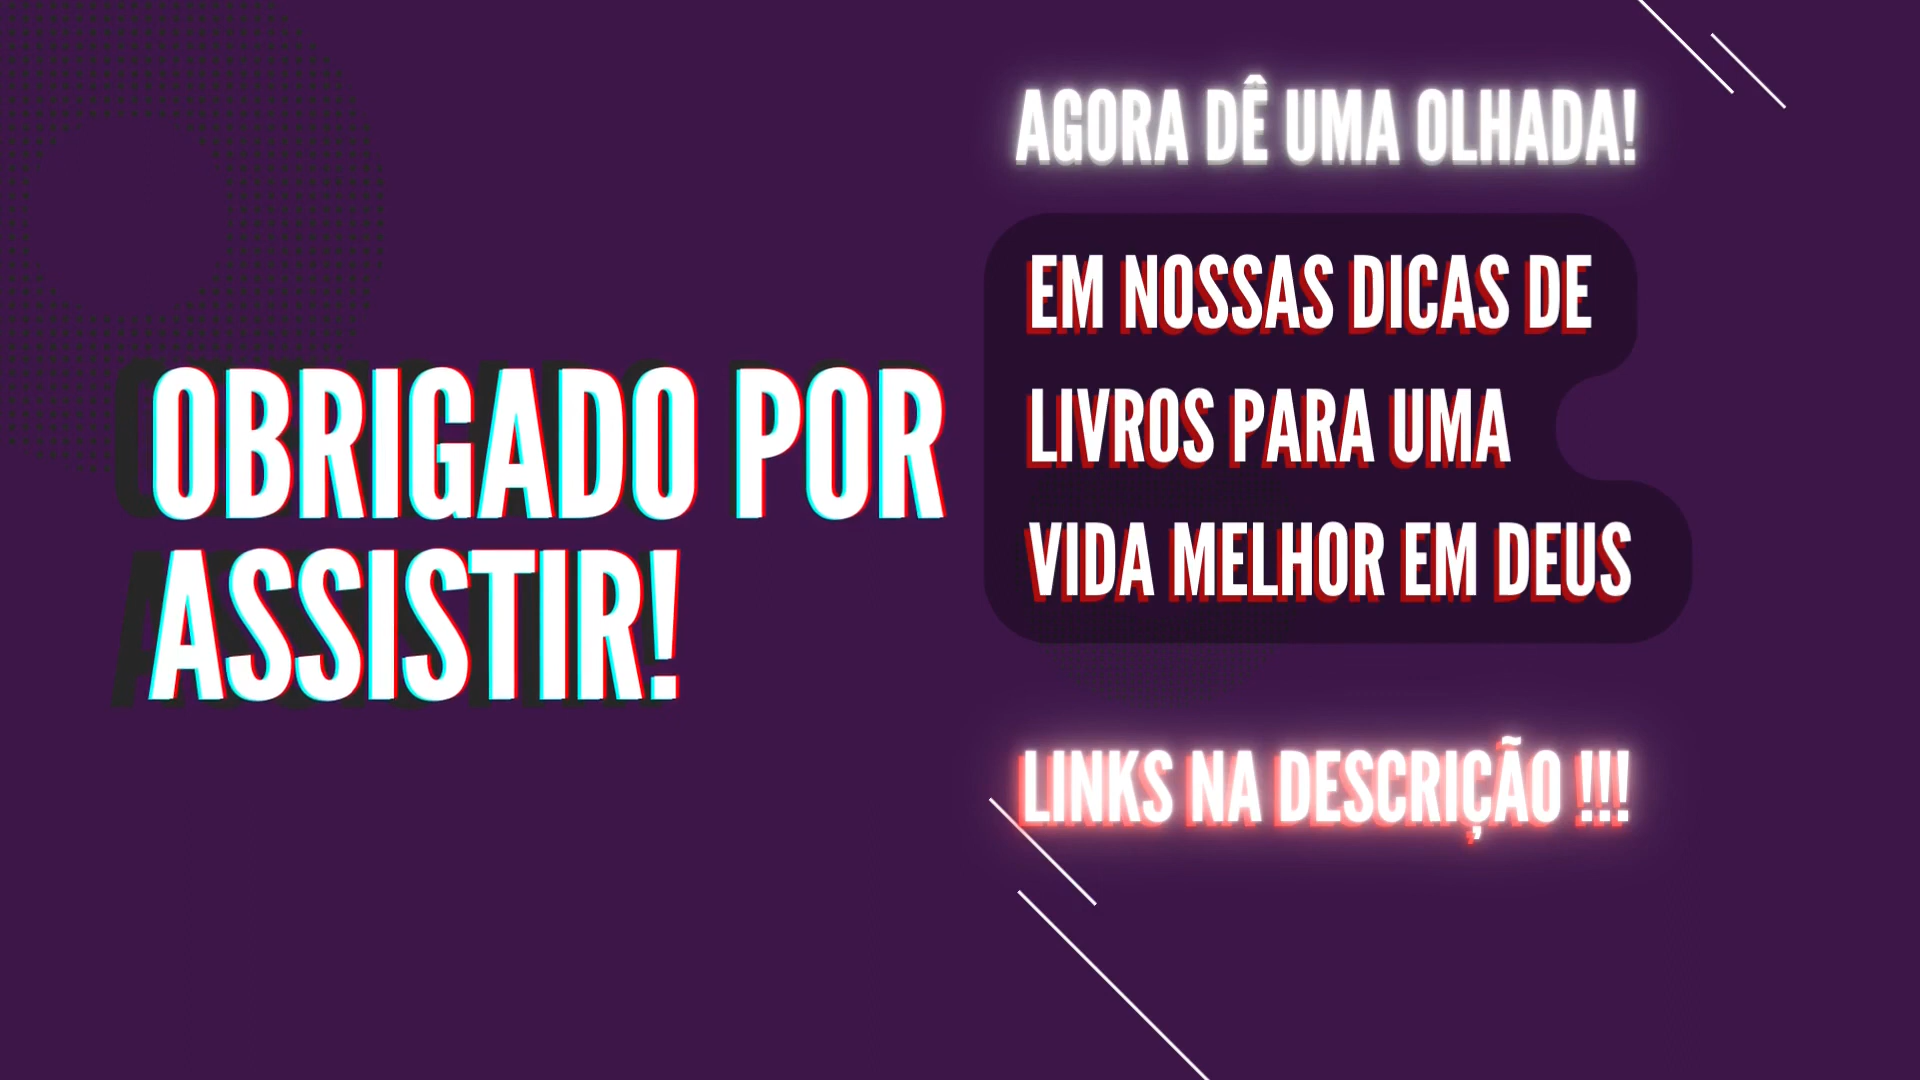 OBRIGADO POR
ASSISTIR!
AGORA DÊ UMA OLHADA!
EM NOSSAS DICAS DE
LIVROS PARA UMA
VIDA MELHOR EM DEUS
LINKS NA DESCRIÇÃO !!!